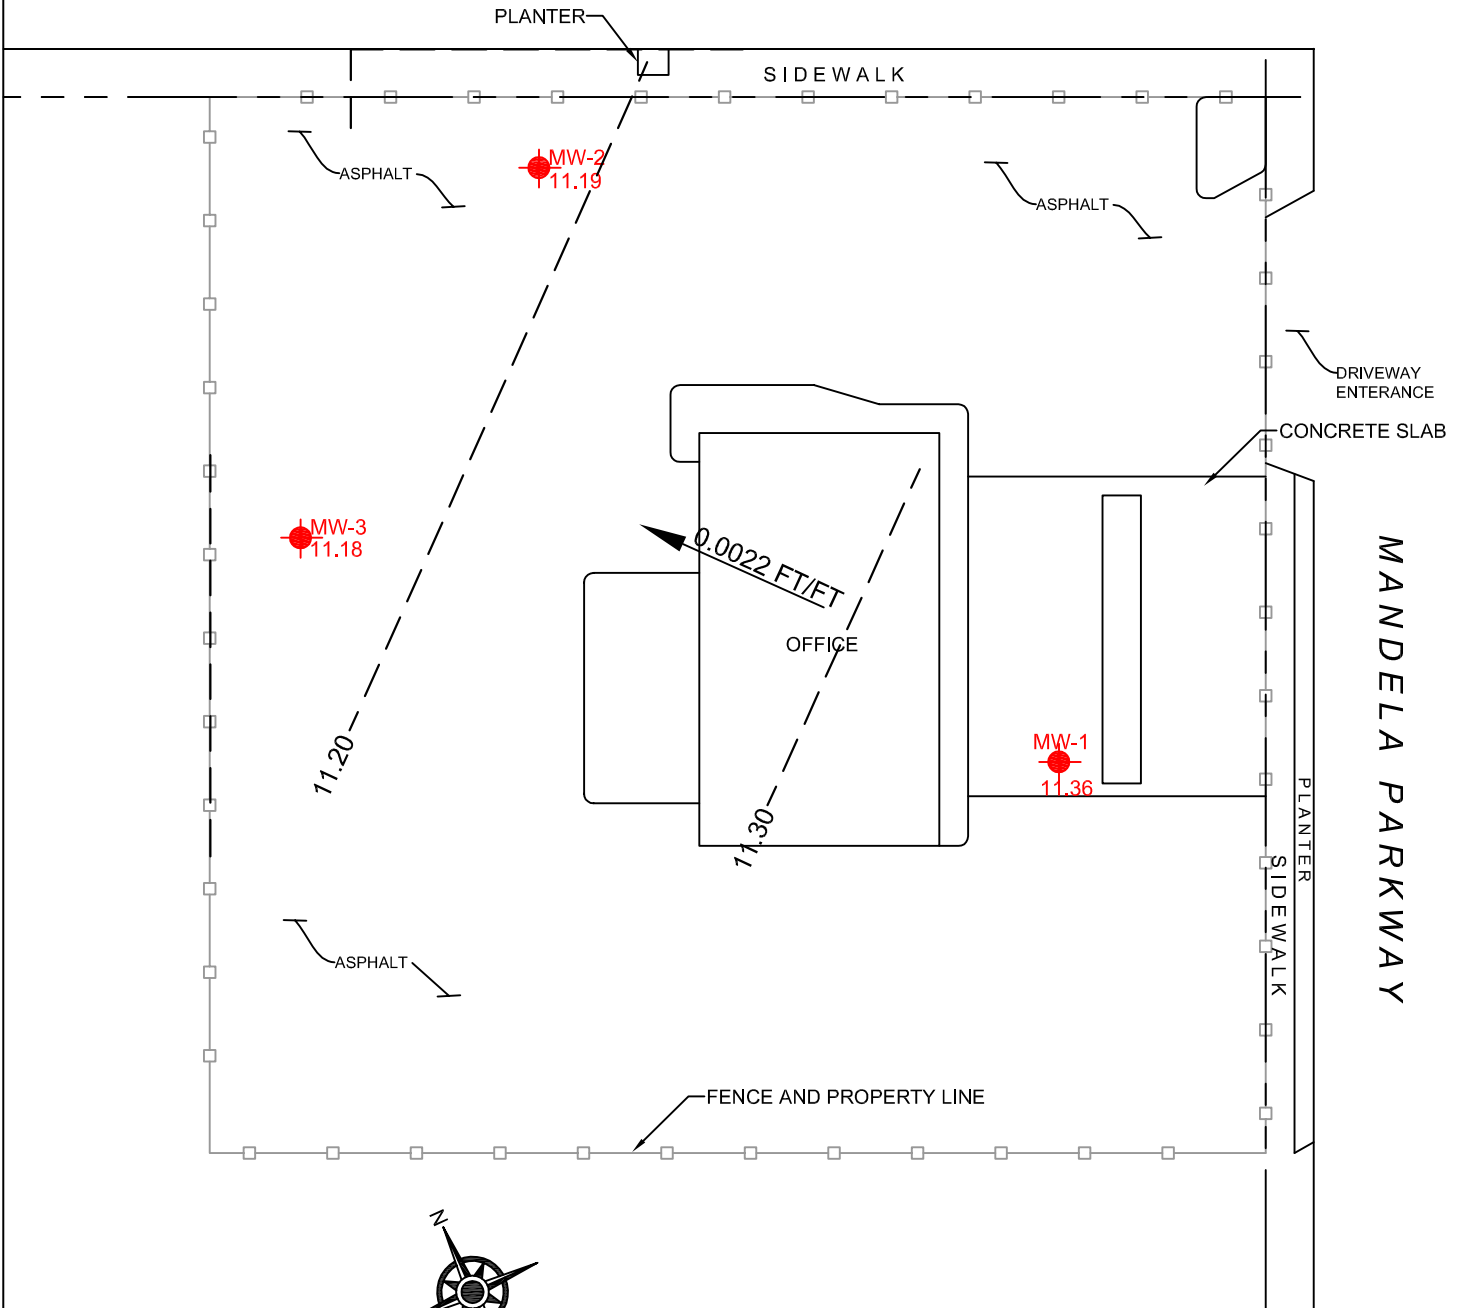 PLANTER
SIDEWALK
MW-2
11.19
ASPHALT
ASPHALT
DRIVEWAY
ENTERANCE
CONCRETE SLAB
MW-3
11.18
0.0022 FT/FT
OFFICE
MANDELA PARKWAY
11.20
MW-1
11.36
11.30
PLANTER
SIDEWALK
ASPHALT
FENCE AND PROPERTY LINE
N